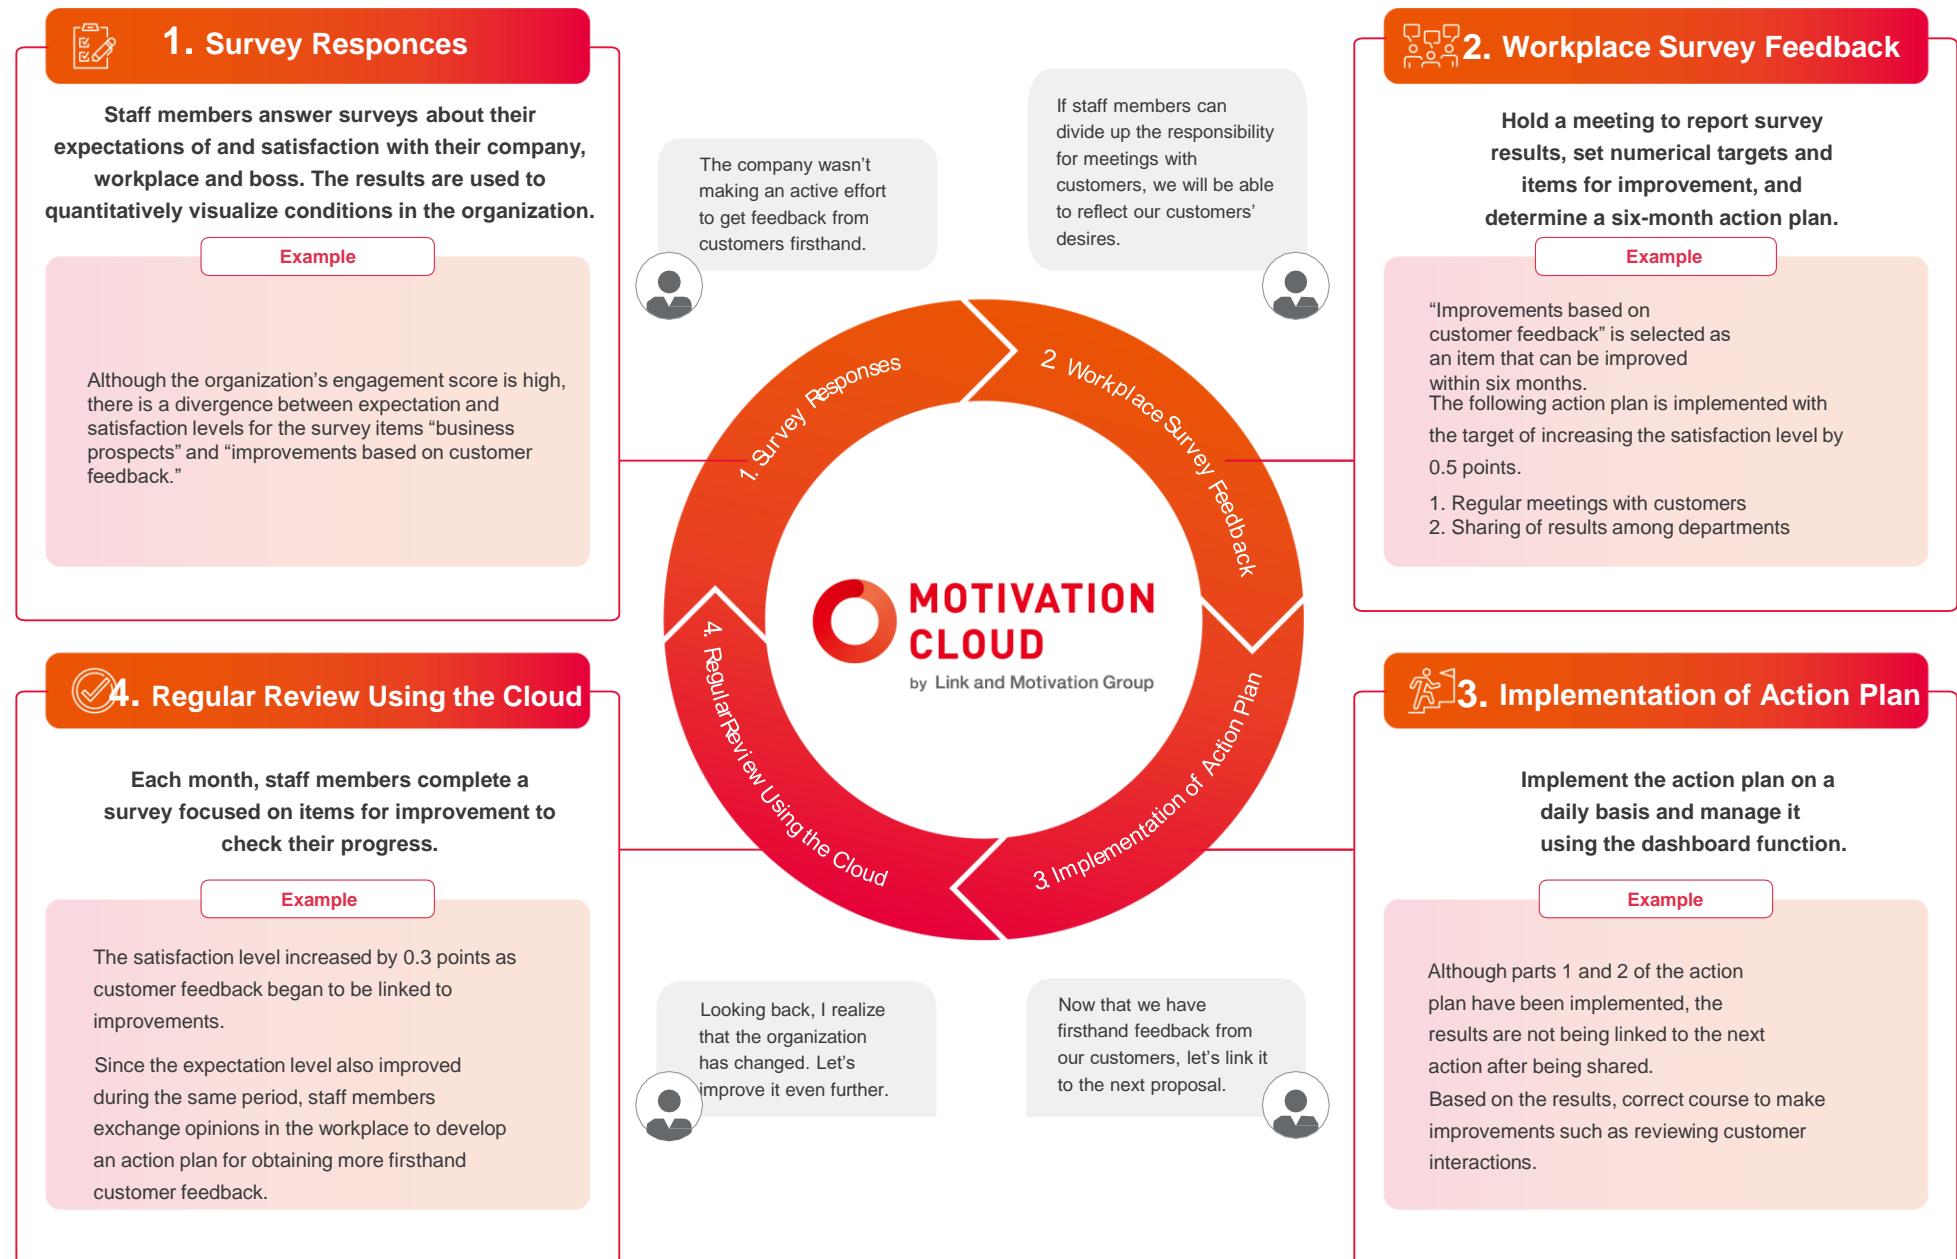 1. Survey Responces
Staff members answer surveys about their
expectations of and satisfaction with their company,
workplace and boss. The results are used to
quantitatively visualize conditions in the organization.
Example
Although the organization’s engagement score is high,
there is a divergence between expectation and
satisfaction levels for the survey items “business
prospects” and “improvements based on customer
feedback.”
The company wasn’t
making an active effort
to get feedback from
customers firsthand.
If staff members can
divide up the responsibility
for meetings with
customers, we will be able
to reflect our customers’
desires.
2. Workplace Survey Feedback
Hold a meeting to report survey
results, set numerical targets and
items for improvement, and
determine a six-month action plan.
Example
“Improvements based on
customer feedback” is selected as
an item that can be improved
within six months.
The following action plan is implemented with
the target of increasing the satisfaction level by
0.5 points.
1. Regular meetings with customers
2. Sharing of results among departments
1. Survey Responses
2 Workplace Survey Feedback
3. Implementation of Action Plan
4. Regular Review Using the Cloud
MOTIVATION
CLOUD
by Link and Motivation Group
4. Regular Review Using the Cloud
Each month, staff members complete a
survey focused on items for improvement to
check their progress.
Example
The satisfaction level increased by 0.3 points as
customer feedback began to be linked to
improvements.
Since the expectation level also improved
during the same period, staff members
exchange opinions in the workplace to develop
an action plan for obtaining more firsthand
customer feedback.
Looking back, I realize
that the organization
has changed. Let’s
improve it even further.
Now that we have
firsthand feedback from
our customers, let’s link it
to the next proposal.
3. Implementation of Action Plan
Implement the action plan on a
daily basis and manage it
using the dashboard function.
Example
Although parts 1 and 2 of the action
plan have been implemented, the
results are not being linked to the next
action after being shared.
Based on the results, correct course to make
improvements such as reviewing customer
interactions.